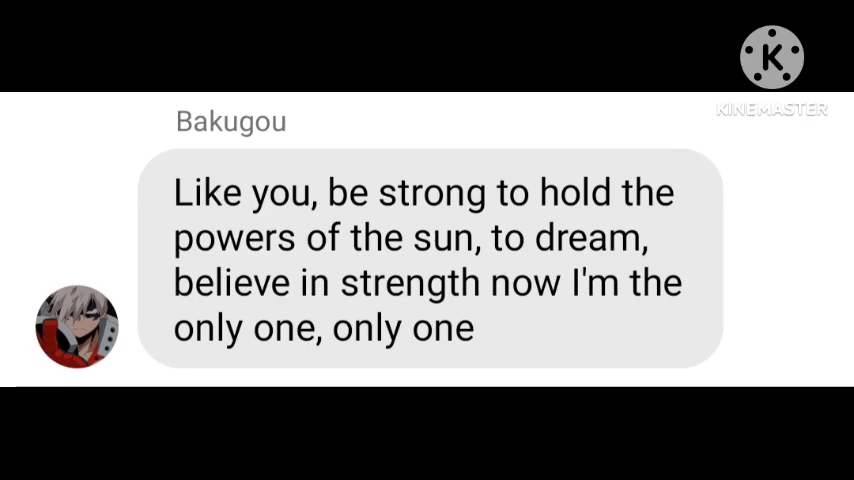 K
KINEMASTER
Bakugou
Like you, be strong to hold the
powers of the sun, to dream,
believe in strength now I'm the
only one, only one